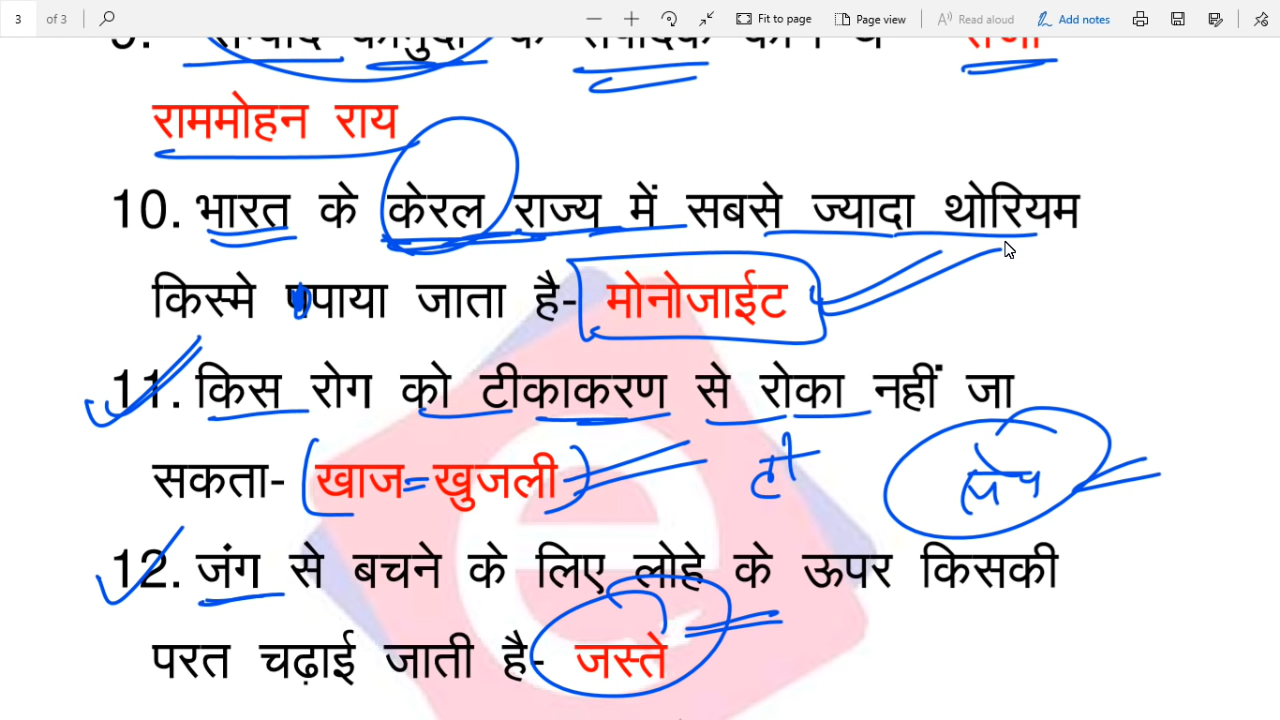 3 of 3 Fit to page Page view Read aloud Add notes
राजा
राममोहन राय
10. भारत के केरल राज्य में सबसे ज्यादा थोरियम
किस्मे पाया जाता है- मोनोजाईट
11. किस रोग को टीकाकरण से रोका नहीं जा
सकता- खाज-खुजली
12. जंग से बचने के लिए लोहे के ऊपर किसकी
परत चढ़ाई जाती है- जस्ते